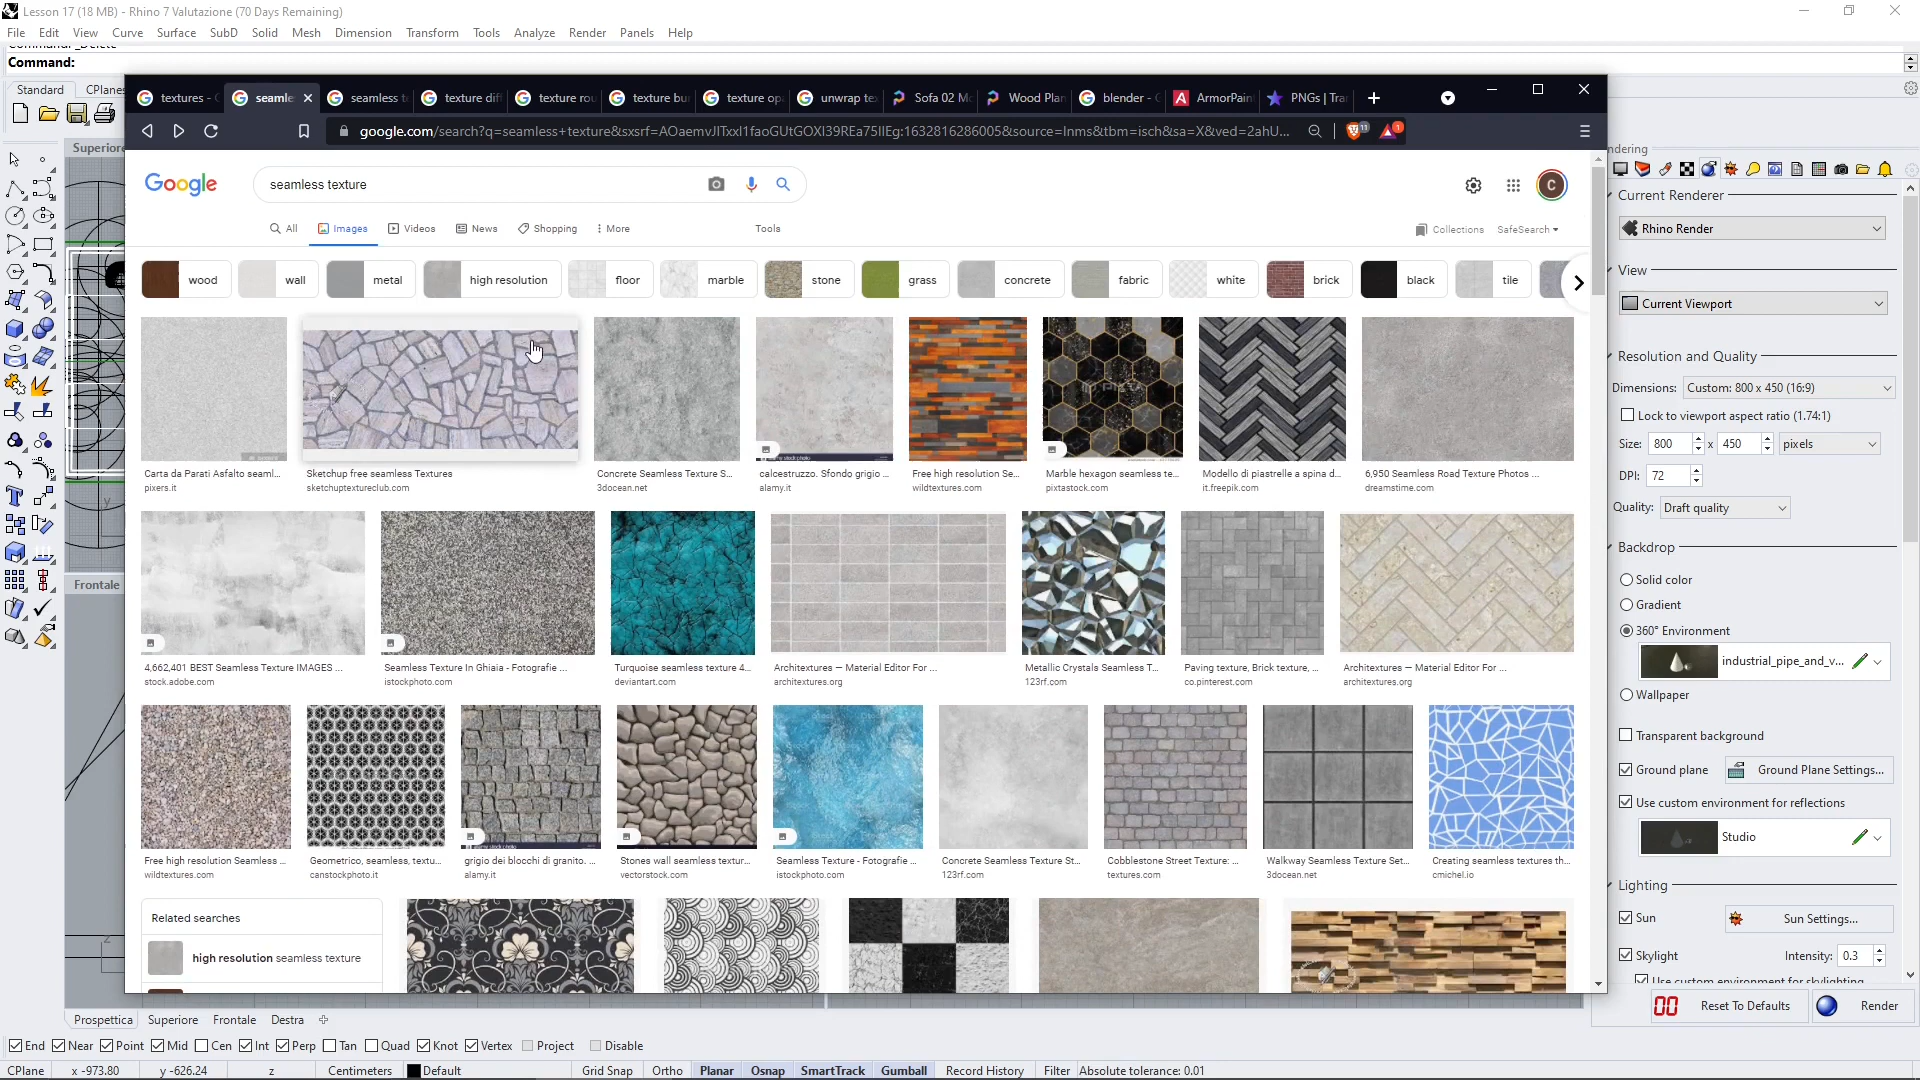 Lesson 17 (18 MB) - Rhino 7 Valutazione (70 Days Remaining)
File Edit View Curve Surface SubD Solid Mesh Dimension Transform Tools Analyze Render Panels Help
Command:
Standard CPlanes
textures - seamle seamless t texture dif texture rou texture bu texture op unwrap te Sofa 02 Mo Wood Plan blender - ArmorPain PNGs | Tra
google.com/search?q=seamless+texture&sxsrf=AOaemvJITxxI1faoGUtGOXI39REa75IIEg:1632816286005&source=lnms&tbm=isch&sa=X&ved=2ahU...
11 1
Superiore
Google
seamless texture
C
All Images Videos News Shopping More Tools Collections SafeSearch
wood wall metal high resolution floor marble stone grass concrete fabric white brick black tile
Carta da Parati Asfalto seaml... Sketchup free seamless Textures Concrete Seamless Texture S... calcestruzzo. Sfondo grigio ... Free high resolution Se... Marble hexagon seamless te... Modello di piastrelle a spina d... 6,950 Seamless Road Texture Photos ...
pixers.it sketchuptextureclub.com 3docean.net alamy.it wildtextures.com pixtastock.com it.freepik.com dreamstime.com
4,662,401 BEST Seamless Texture IMAGES ... Seamless Texture In Ghiaia - Fotografie ... Turquoise seamless texture 4... Architextures — Material Editor For ... Metallic Crystals Seamless T... Paving texture, Brick texture, ... Architextures — Material Editor For ...
stock.adobe.com istockphoto.com deviantart.com architextures.org 123rf.com co.pinterest.com architextures.org
Free high resolution Seamless ... Geometrico, seamless, textu... grigio dei blocchi di granito. ... Stones wall seamless textur... Seamless Texture - Fotografie ... Concrete Seamless Texture St... Cobblestone Street Texture: ... Walkway Seamless Texture Set... Creating seamless textures th...
wildtextures.com canstockphoto.it alamy.it vectorstock.com istockphoto.com 123rf.com textures.com 3docean.net cmichel.io
Related searches
high resolution seamless texture
Frontale
ndering
Current Renderer
Rhino Render
View
Current Viewport
Resolution and Quality
Dimensions: Custom: 800 x 450 (16:9)
Lock to viewport aspect ratio (1.74:1)
Size: 800 x 450 pixels
DPI: 72
Quality: Draft quality
Backdrop
Solid color
Gradient
360° Environment
industrial_pipe_and_v...
Wallpaper
Transparent background
Ground plane Ground Plane Settings...
Use custom environment for reflections
Studio
Lighting
Sun Sun Settings...
Skylight Intensity: 0.3
Use custom environment for skylighting
Reset To Defaults Render
Prospettica Superiore Frontale Destra
End Near Point Mid Cen Int Perp Tan Quad Knot Vertex Project Disable
CPlane x -973.80 y -626.24 z Centimeters Default Grid Snap Ortho Planar Osnap SmartTrack Gumball Record History Filter Absolute tolerance: 0.01